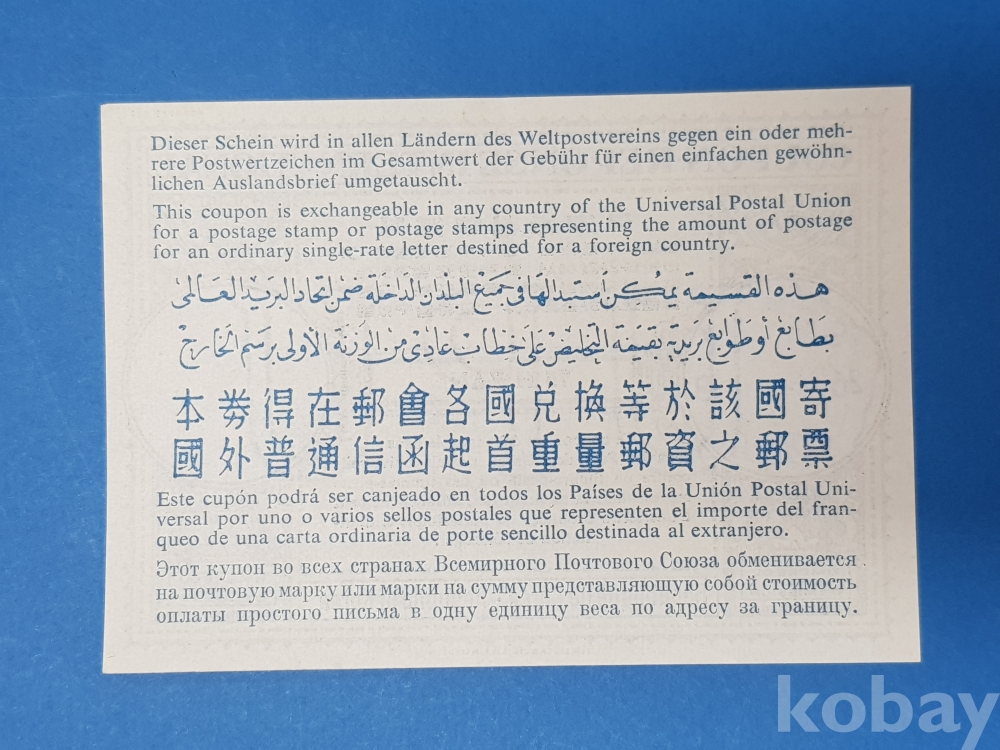 Dieser Schein wird in allen Ländern des Weltpostvereins gegen ein oder meh-
rere Postwertzeichen im Gesamtwert der Gebühr für einen einfachen gewöhn-
lichen Auslandsbrief umgetauscht.
This coupon is exchangeable in any country of the Universal Postal Union
for a postage stamp or postage stamps representing the amount of postage
for an ordinary single-rate letter destined for a foreign country.
هذه القسيمة يمكن استبدالها في جميع البلدان الداخلة ضمن اتحاد البريد العالمى
بطابع أو طوابع بريدية بقيمة التخليص على خطاب عادى من الوزنة الأولى برسم الخارج
本券得在郵會各國兌換等於該國寄
國外普通信函起首重量郵資之郵票
Este cupón podrá ser canjeado en todos los Países de la Unión Postal Uni-
versal por uno o varios sellos postales que representen el importe del fran-
queo de una carta ordinaria de porte sencillo destinada al extranjero.
Этот купон во всех странах Всемирного Почтового Союза обменивается
на почтовую марку или марки на сумму представляющую собой стоимость
оплаты простого письма в одну единицу веса по адресу за границу.
kobay